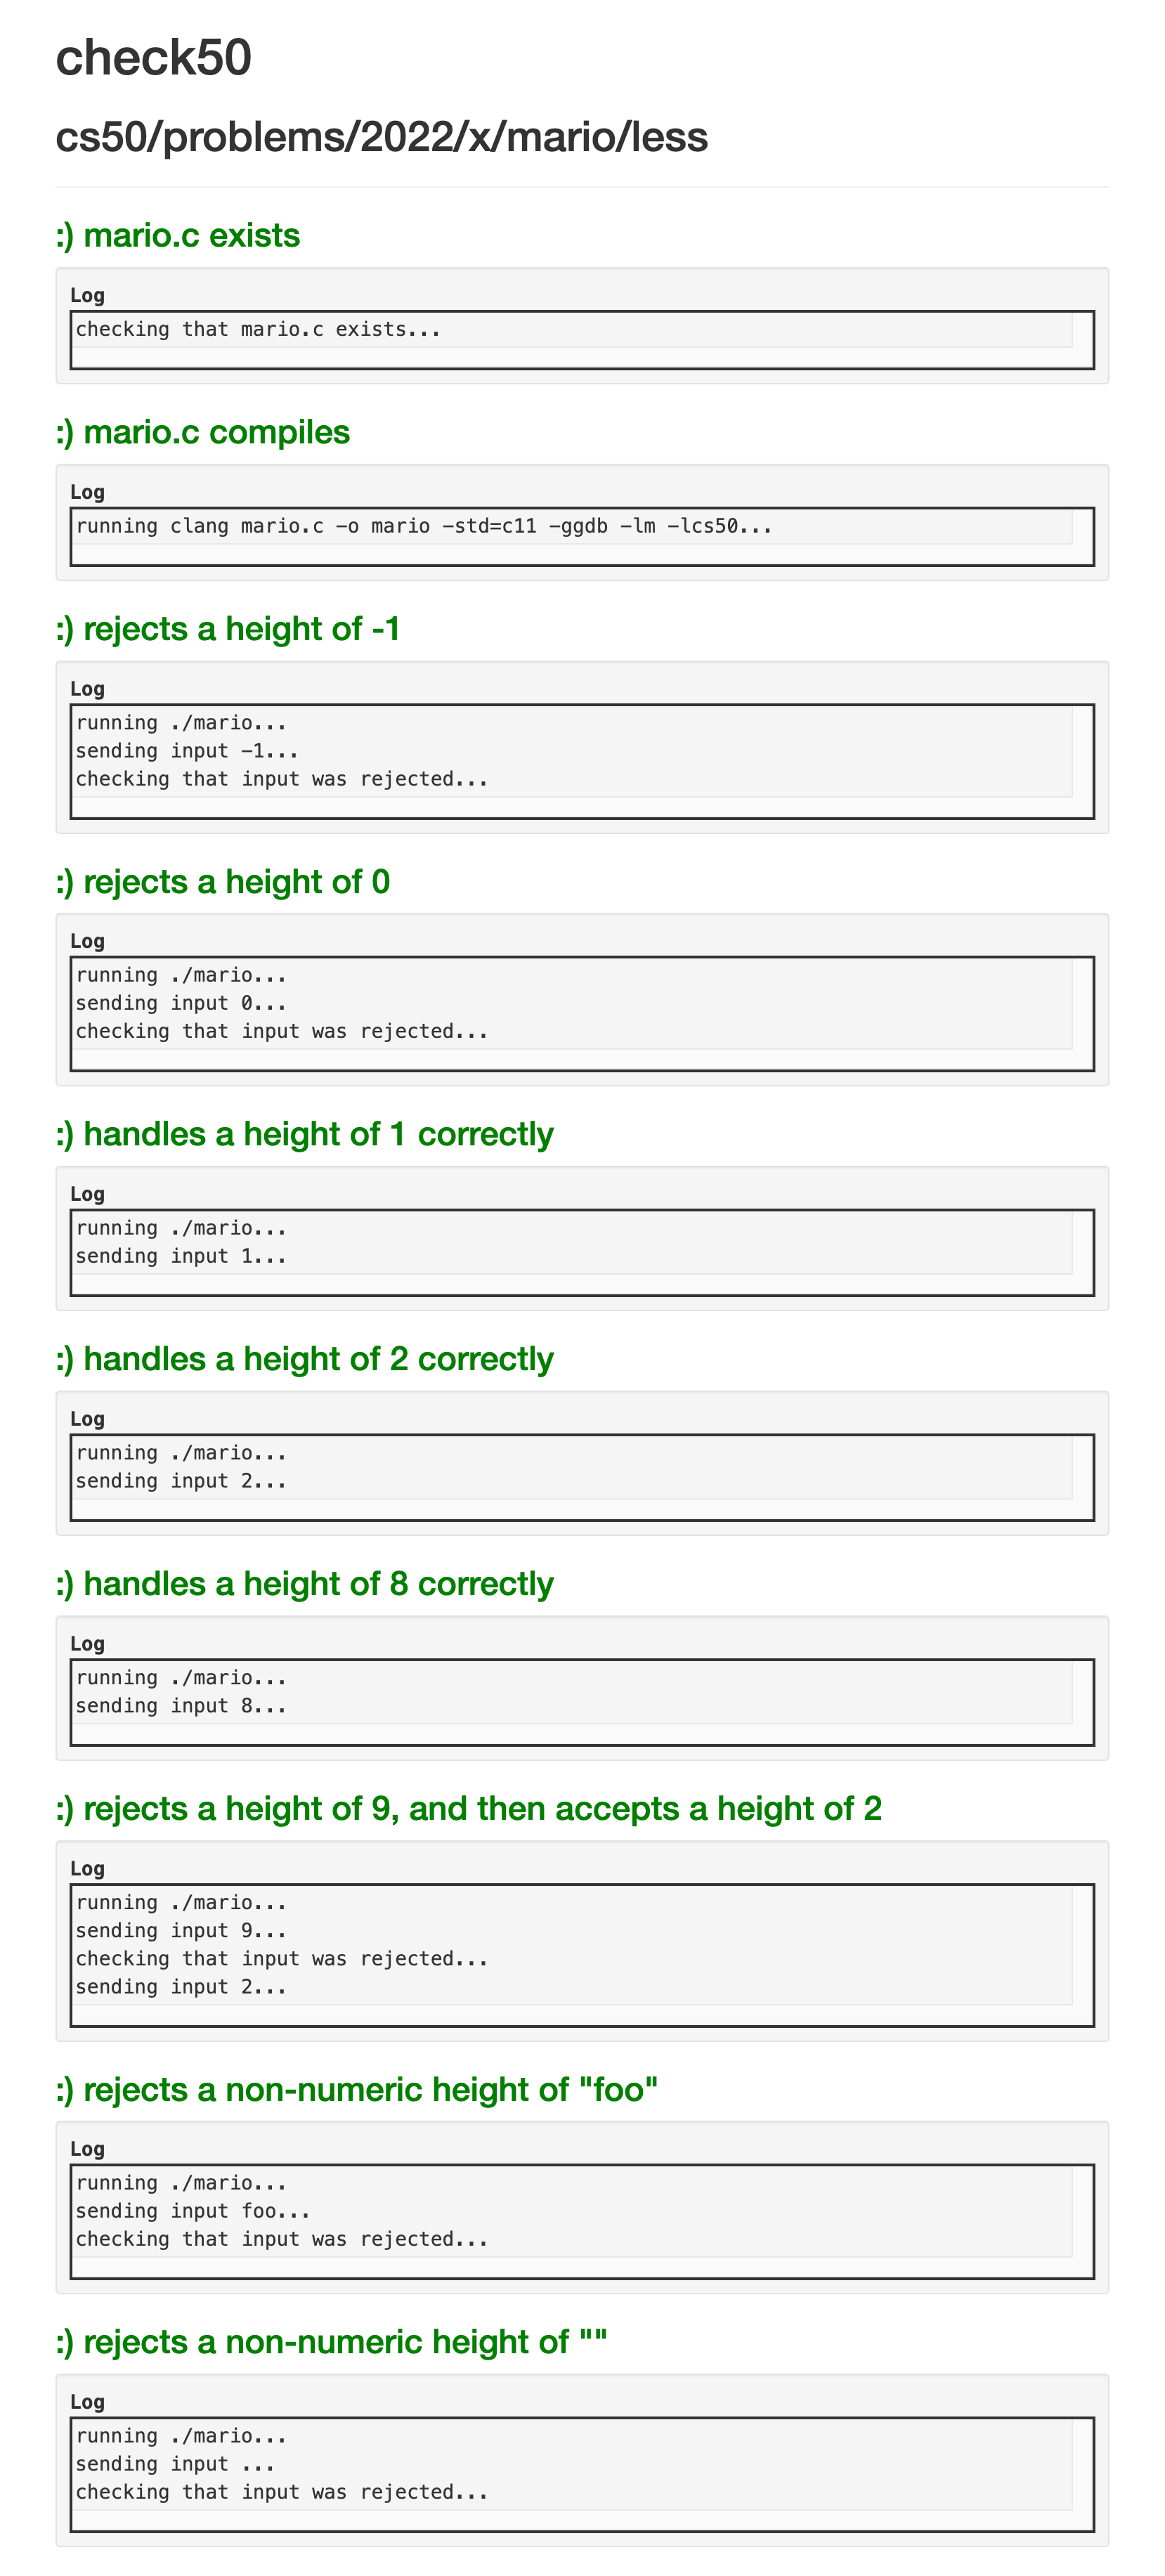 check50
cs50/problems/2022/x/mario/less
:) mario.c exists
Log
checking that mario.c exists...
:) mario.c compiles
Log
running clang mario.c -o mario -std=c11 -ggdb -lm -lcs50...
:) rejects a height of -1
Log
running ./mario...
sending input -1...
checking that input was rejected...
:) rejects a height of 0
Log
running ./mario...
sending input 0...
checking that input was rejected...
:) handles a height of 1 correctly
Log
running ./mario...
sending input 1...
:) handles a height of 2 correctly
Log
running ./mario...
sending input 2...
:) handles a height of 8 correctly
Log
running ./mario...
sending input 8...
:) rejects a height of 9, and then accepts a height of 2
Log
running ./mario...
sending input 9...
checking that input was rejected...
sending input 2...
:) rejects a non-numeric height of "foo"
Log
running ./mario...
sending input foo...
checking that input was rejected...
:) rejects a non-numeric height of ""
Log
running ./mario...
sending input ...
checking that input was rejected...